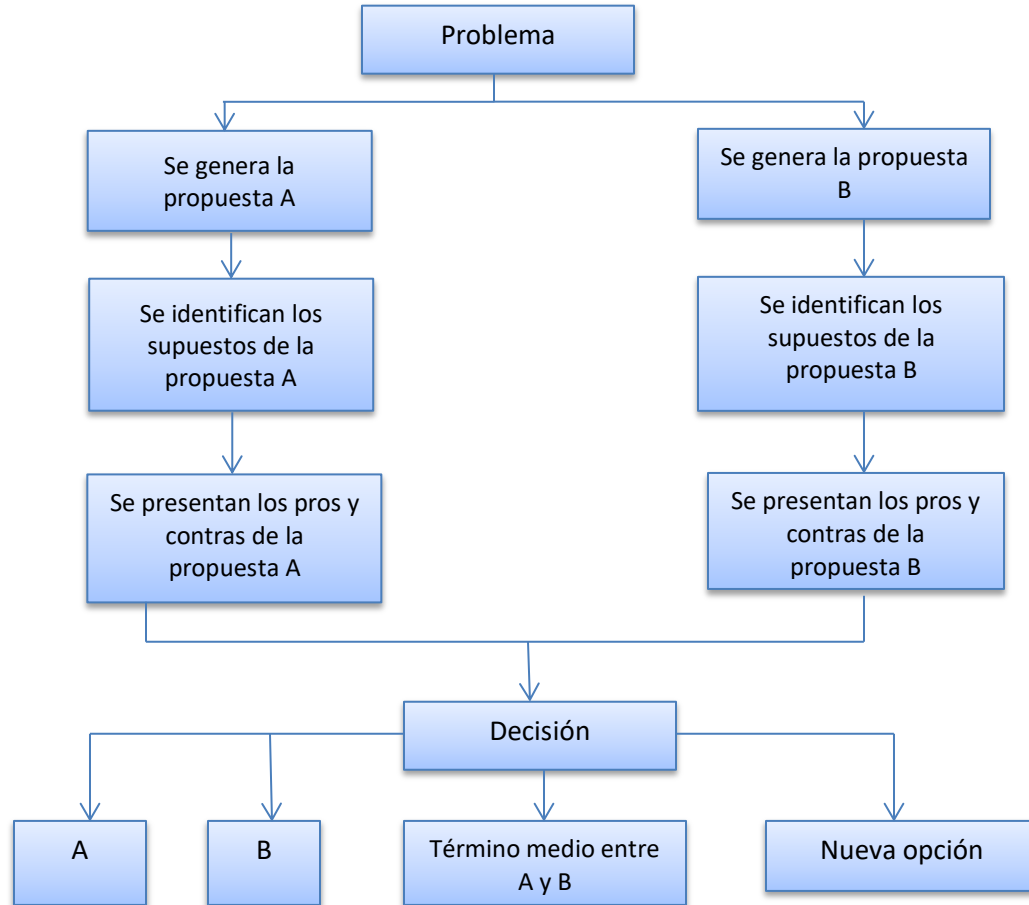 Problema
Se genera la
propuesta A
Se genera la propuesta
B
Se identifican los
supuestos de la
propuesta A
Se identifican los
supuestos de la
propuesta B
Se presentan los pros y
contras de la
propuesta A
Se presentan los pros y
contras de la
propuesta B
Decisión
A
B
Término medio entre
A y B
Nueva opción